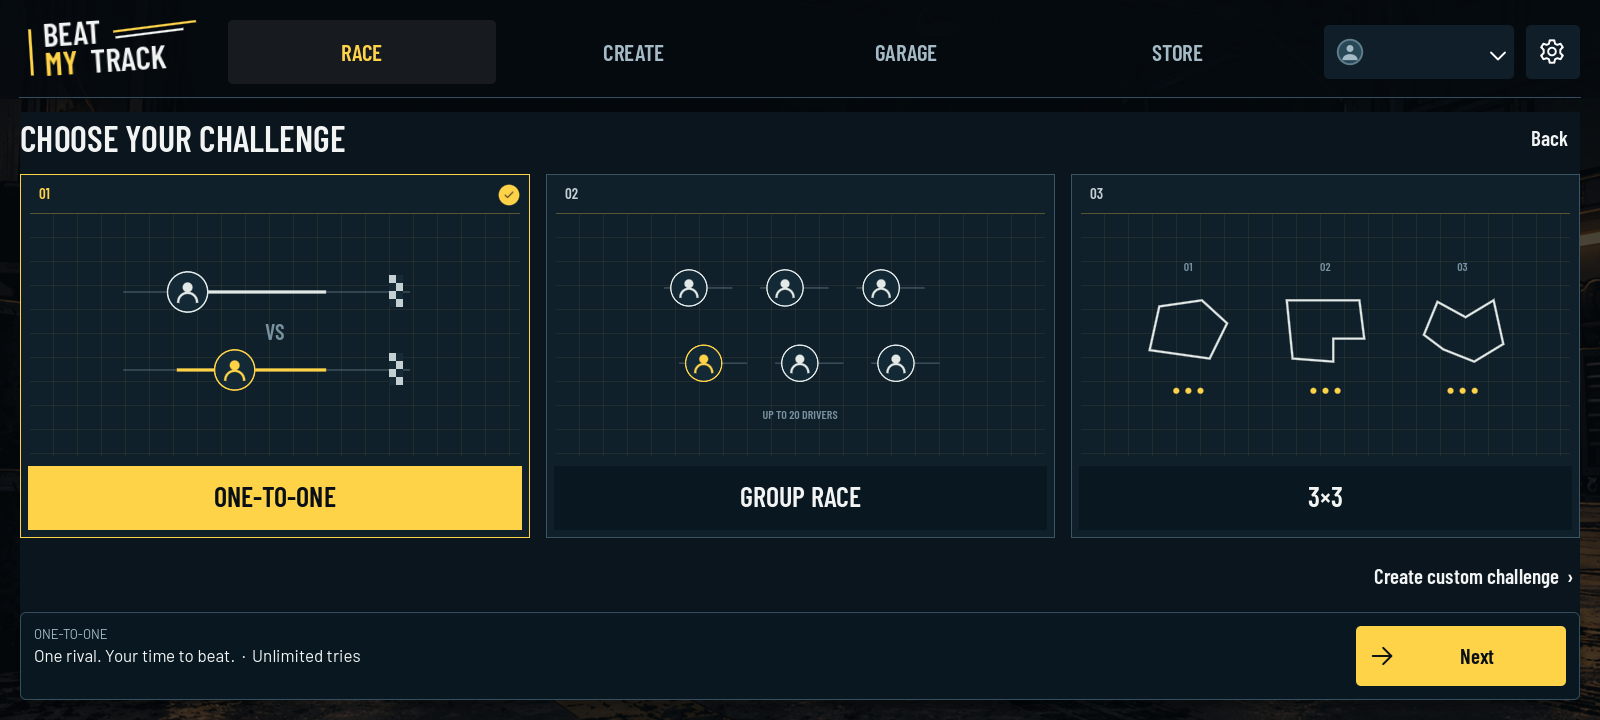 BEAT
MY TRACK
RACE
CREATE
GARAGE
STORE
CHOOSE YOUR CHALLENGE
Back
01
VS
ONE-TO-ONE
02
UP TO 20 DRIVERS
GROUP RACE
03
01
02
03
3×3
Create custom challenge ›
ONE-TO-ONE
One rival. Your time to beat. · Unlimited tries
Next